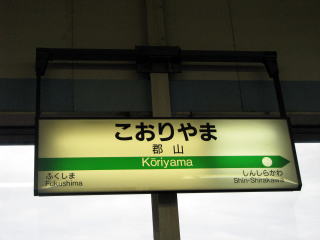 こおりやま
郡山
Kōriyama
ふくしま
Fukushima
しんしらかわ
Shin-Shirakawa